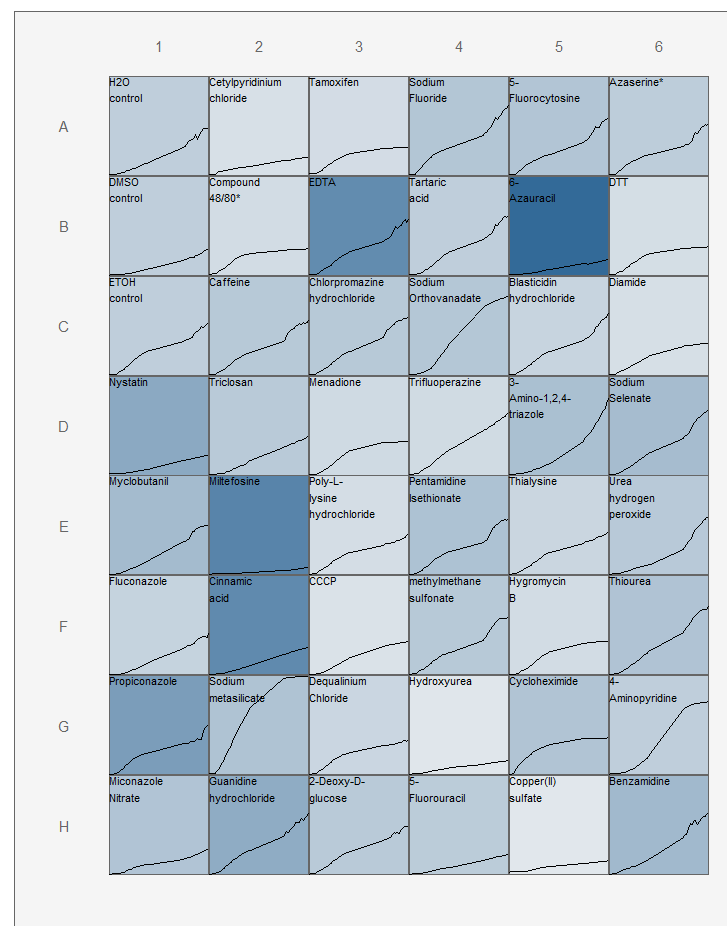 1 2 3 4 5 6
A
H2O
control
Cetylpyridinium
chloride
Tamoxifen
Sodium
Fluoride
5-
Fluorocytosine
Azaserine*
B
DMSO
control
Compound
48/80*
EDTA
Tartaric
acid
6-
Azauracil
DTT
C
ETOH
control
Caffeine
Chlorpromazine
hydrochloride
Sodium
Orthovanadate
Blasticidin
hydrochloride
Diamide
D
Nystatin
Triclosan
Menadione
Trifluoperazine
3-
Amino-1,2,4-
triazole
Sodium
Selenate
E
Myclobutanil
Miltefosine
Poly-L-
lysine
hydrochloride
Pentamidine
Isethionate
Thialysine
Urea
hydrogen
peroxide
F
Fluconazole
Cinnamic
acid
CCCP
methylmethane
sulfonate
Hygromycin
B
Thiourea
G
Propiconazole
Sodium
metasilicate
Dequalinium
Chloride
Hydroxyurea
Cycloheximide
4-
Aminopyridine
H
Miconazole
Nitrate
Guanidine
hydrochloride
2-Deoxy-D-
glucose
5-
Fluorouracil
Copper(II)
sulfate
Benzamidine